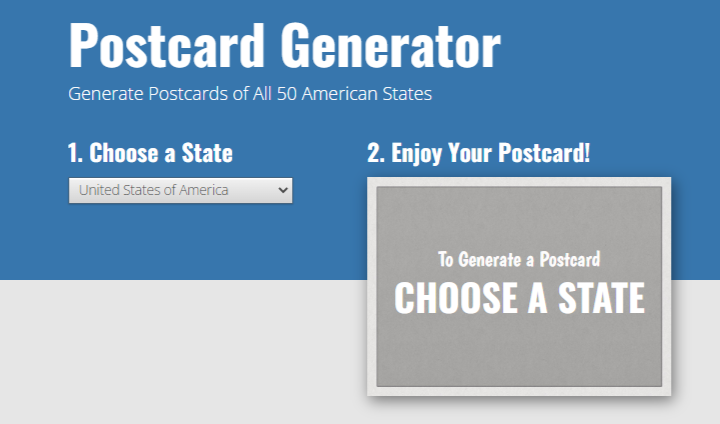 Postcard Generator
Generate Postcards of All 50 American States
1. Choose a State
United States of America
2. Enjoy Your Postcard!
To Generate a Postcard
CHOOSE A STATE